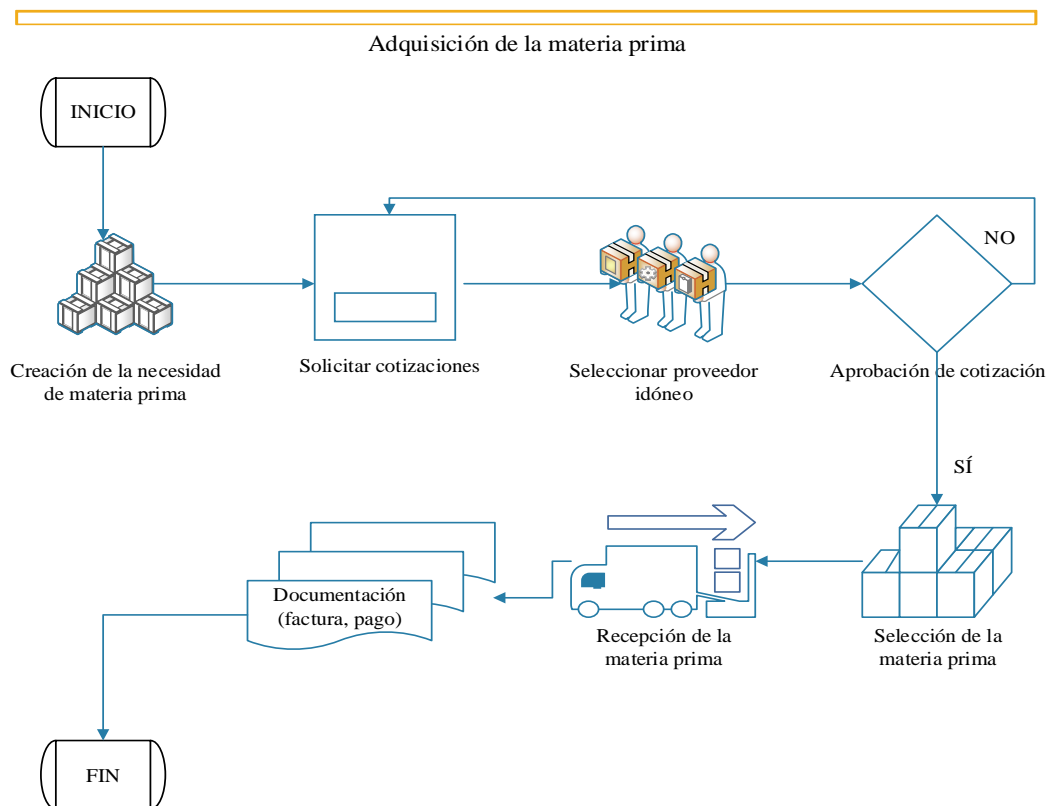 Adquisición de la materia prima
INICIO
NO
Creación de la necesidad
de materia prima
Solicitar cotizaciones
Seleccionar proveedor
idóneo
Aprobación de cotización
SÍ
Documentación
(factura, pago)
Recepción de la
materia prima
Selección de la
materia prima
FIN